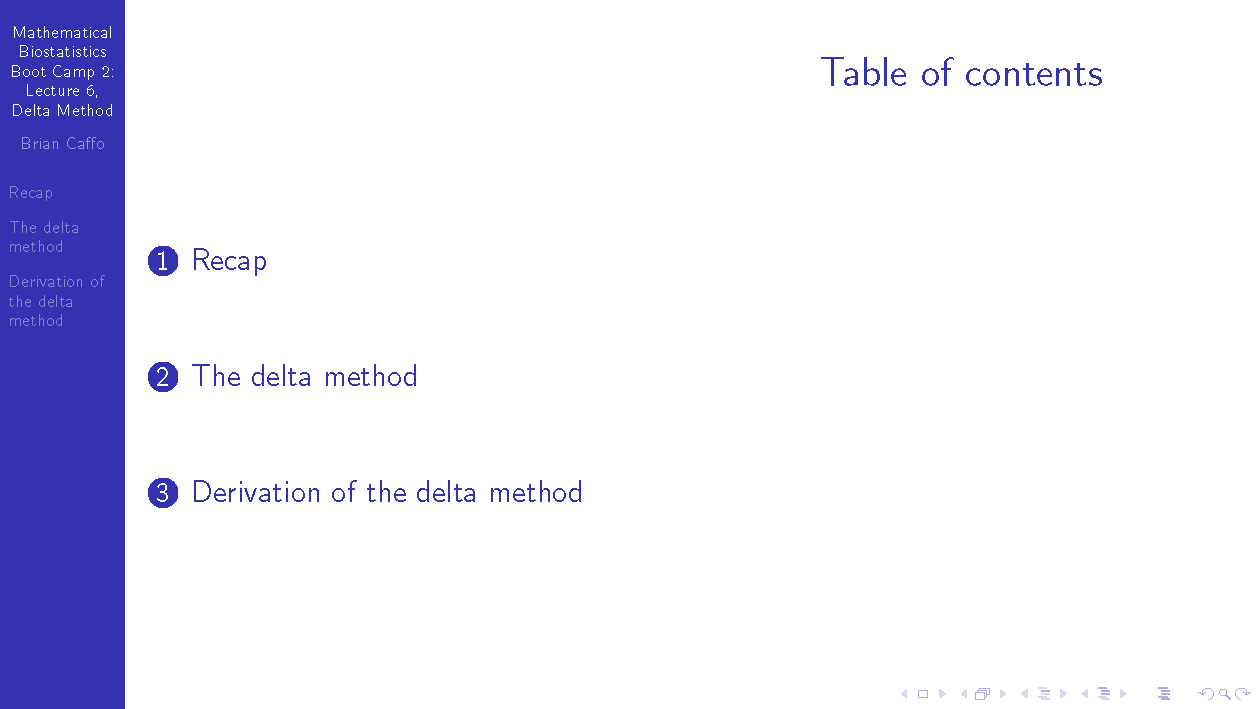 Mathematical
Biostatistics
Boot Camp 2:
Lecture 6,
Delta Method
Brian Caffo
Recap
The delta
method
Derivation of
the delta
method
Table of contents
1 Recap
2 The delta method
3 Derivation of the delta method